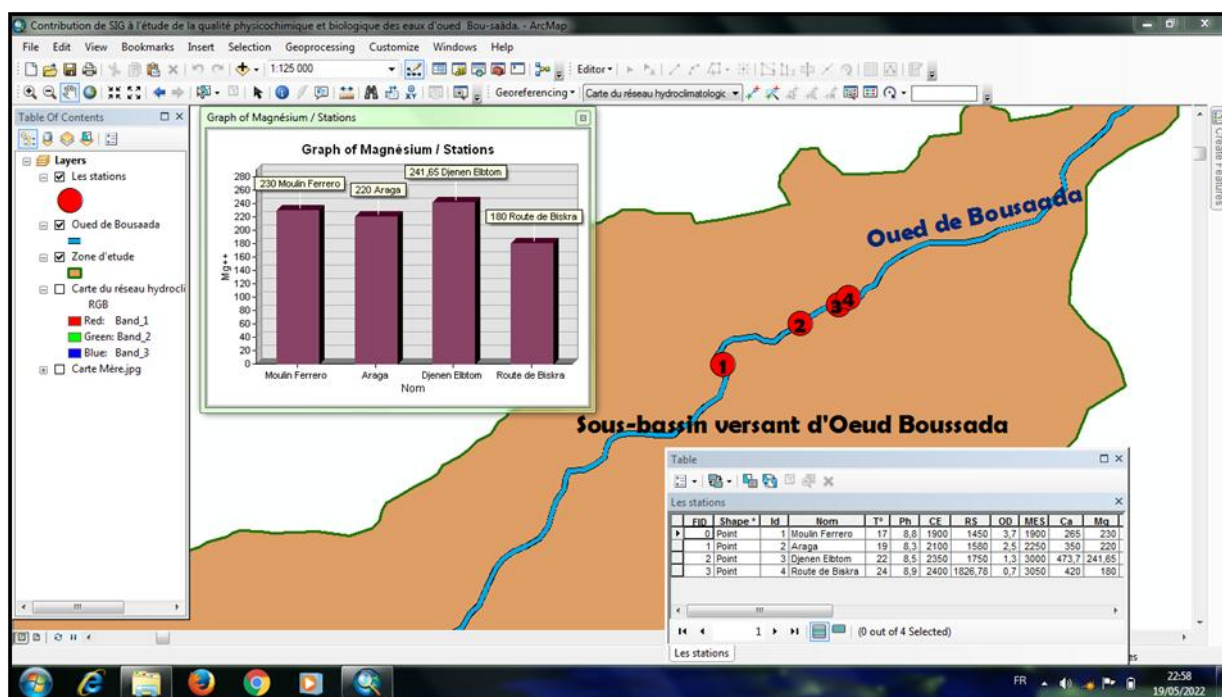 Contribution de SIG à l'étude de la qualité physicochimique et biologique des eaux d'oued Bou-saàda. - ArcMap
File Edit View Bookmarks Insert Selection Geoprocessing Customize Windows Help
1:125 000
Editor
Georeferencing
Carte du réseau hydroclimatologic
Table Of Contents
Layers
Les stations
Oued de Bousaada
Zone d'etude
Carte du réseau hydrocli
RGB
Red: Band_1
Green: Band_2
Blue: Band_3
Carte Mère.jpg
Graph of Magnésium / Stations
Graph of Magnésium / Stations
280
260
240
220
200
180
160
140
120
100
80
60
40
20
0
Mg++
230 Moulin Ferrero
220 Araga
241,65 Djenen Elbtom
180 Route de Biskra
Moulin Ferrero Araga Djenen Elbtom Route de Biskra
Nom
Oued de Bousaada
1
2
3
4
Sous-bassin versant d'Oeud Boussada
Create Features
Table
Les stations
FID Shape * Id Nom T° Ph CE RS OD MES Ca Mg
0 Point 1 Moulin Ferrero 17 8,8 1900 1450 3,7 1900 265 230
1 Point 2 Araga 19 8,3 2100 1580 2,5 2250 350 220
2 Point 3 Djenen Elbtom 22 8,5 2350 1750 1,3 3000 473,7 241,65
3 Point 4 Route de Biskra 24 8,9 2400 1826,78 0,7 3050 420 180
1
(0 out of 4 Selected)
Les stations
es
FR
22:58
19/05/2022